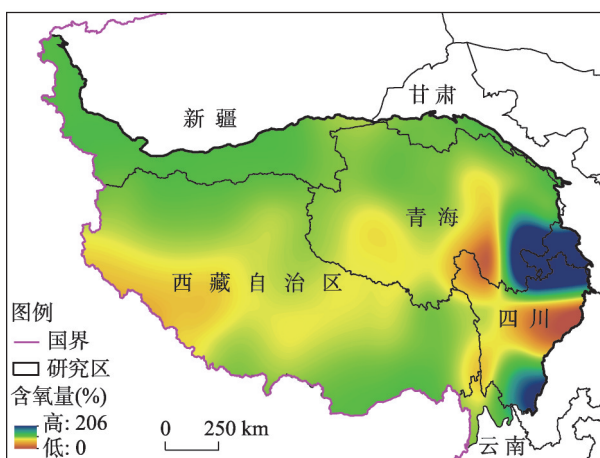 甘肃
新疆
青海
西藏自治区
四川
云南
图例
国界
研究区
含氧量(%)
高: 206
低: 0
0 250 km